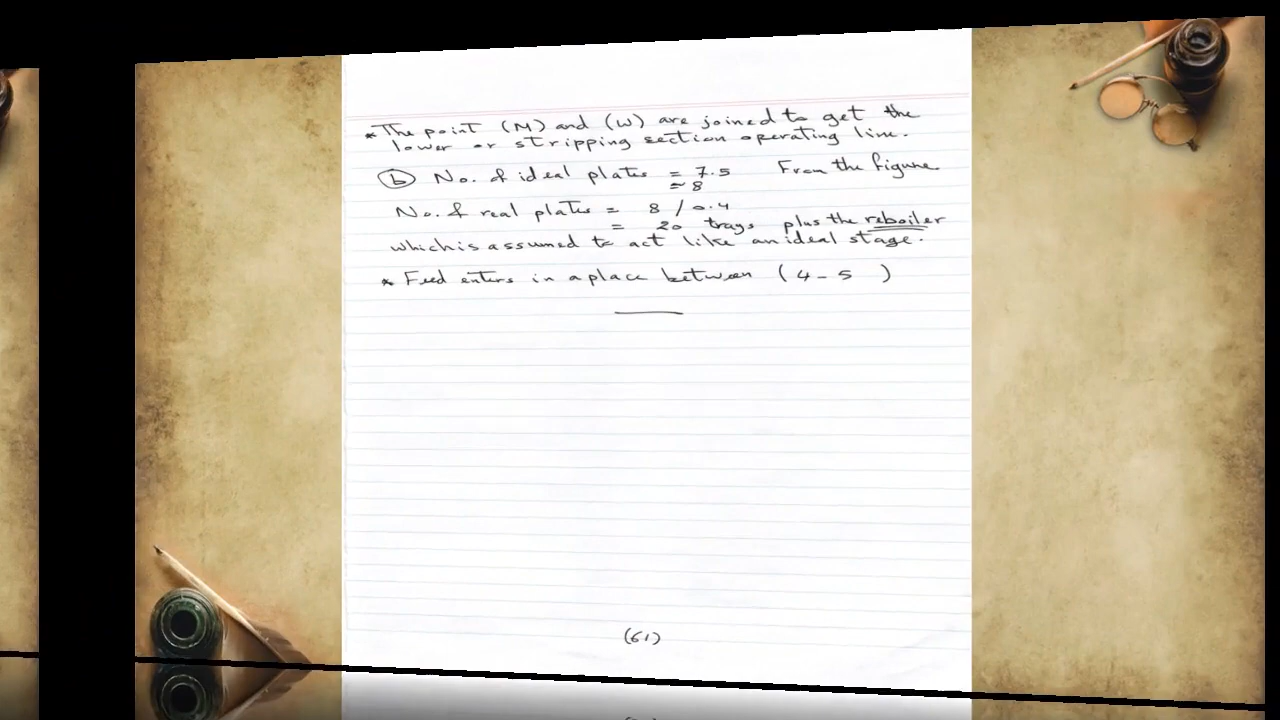 * The point (M) and (W) are joined to get the
lower or stripping section operating line.
(b) No. of ideal plates = 7.5 From the figure
≈ 8
No. of real plates = 8 / 0.4
= 20 trays plus the reboiler
which is assumed to act like an ideal stage.
* Feed enters in a place between (4-5 )
(61)